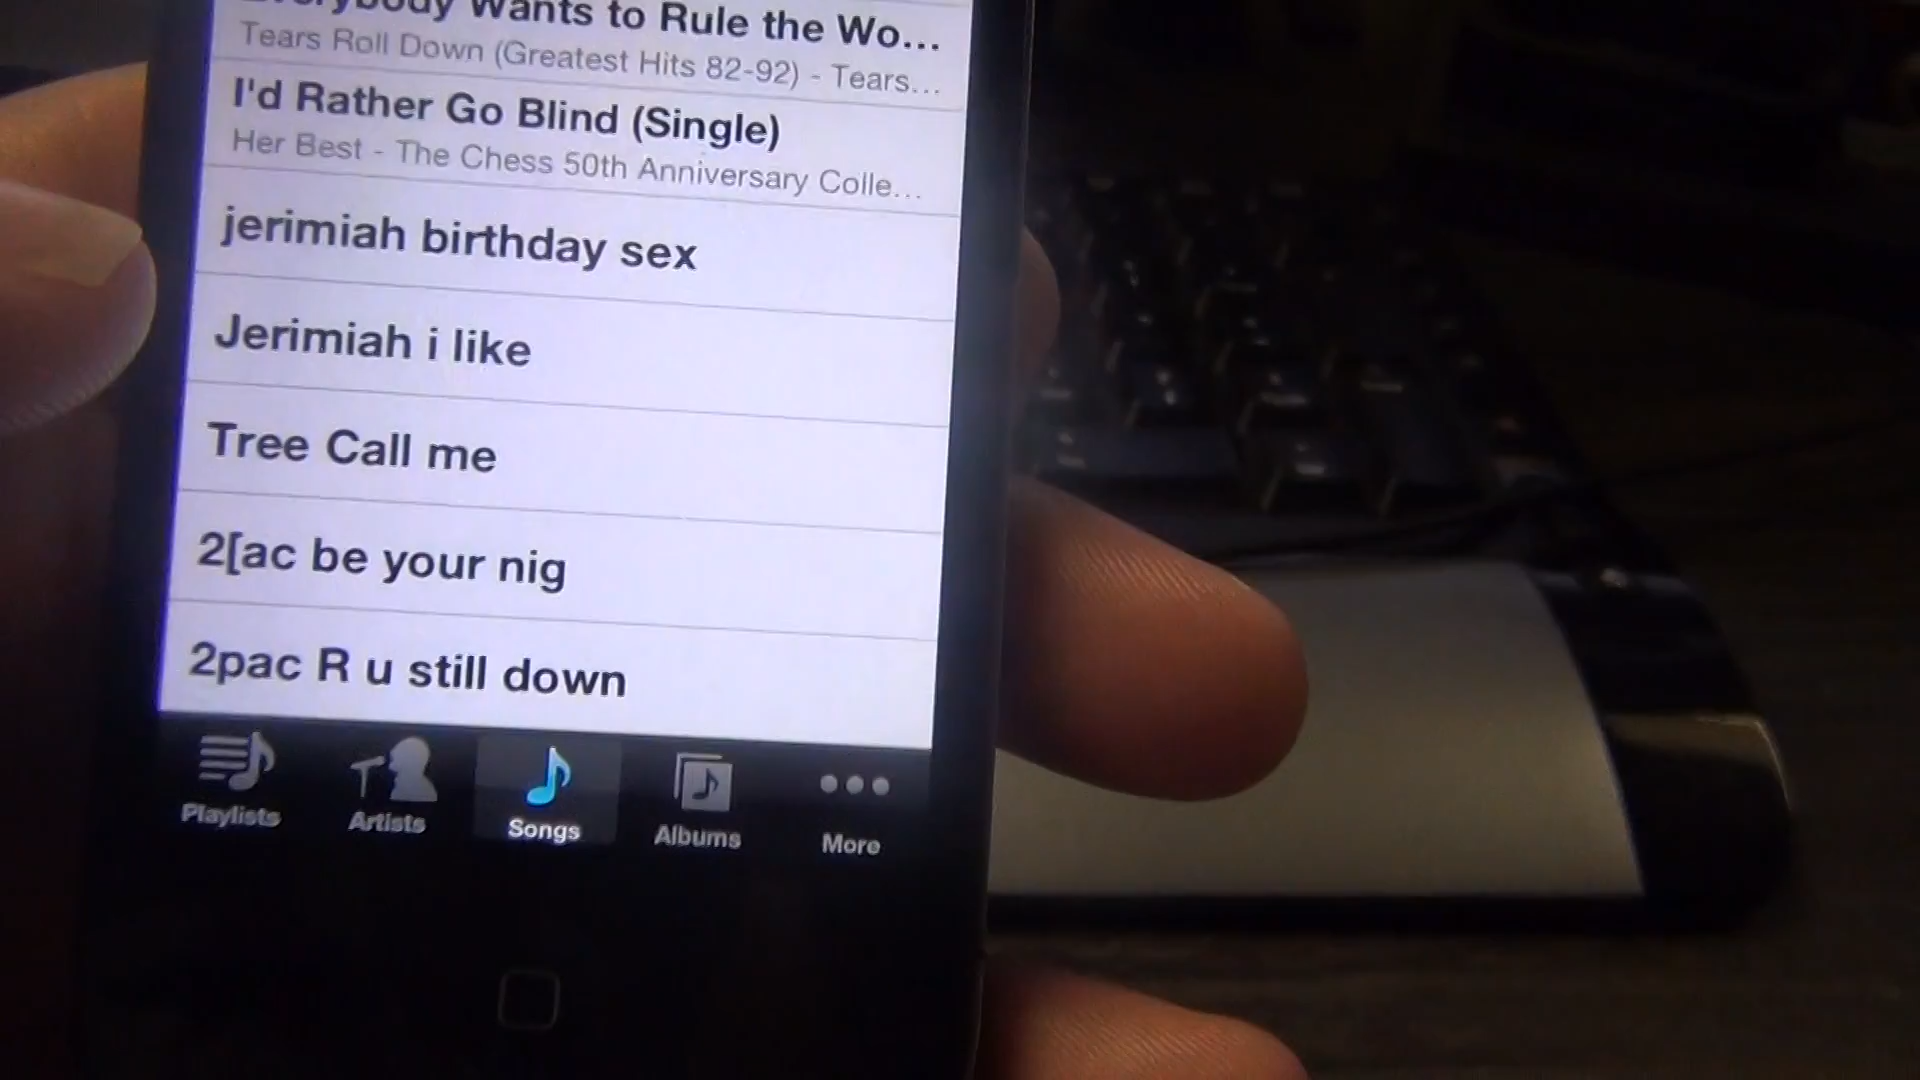 Everybody Wants to Rule the Wo...
Tears Roll Down (Greatest Hits 82-92) - Tears...
I'd Rather Go Blind (Single)
Her Best - The Chess 50th Anniversary Colle...
jerimiah birthday sex
Jerimiah i like
Tree Call me
2[ac be your nig
2pac R u still down
Playlists
Artists
Songs
Albums
More